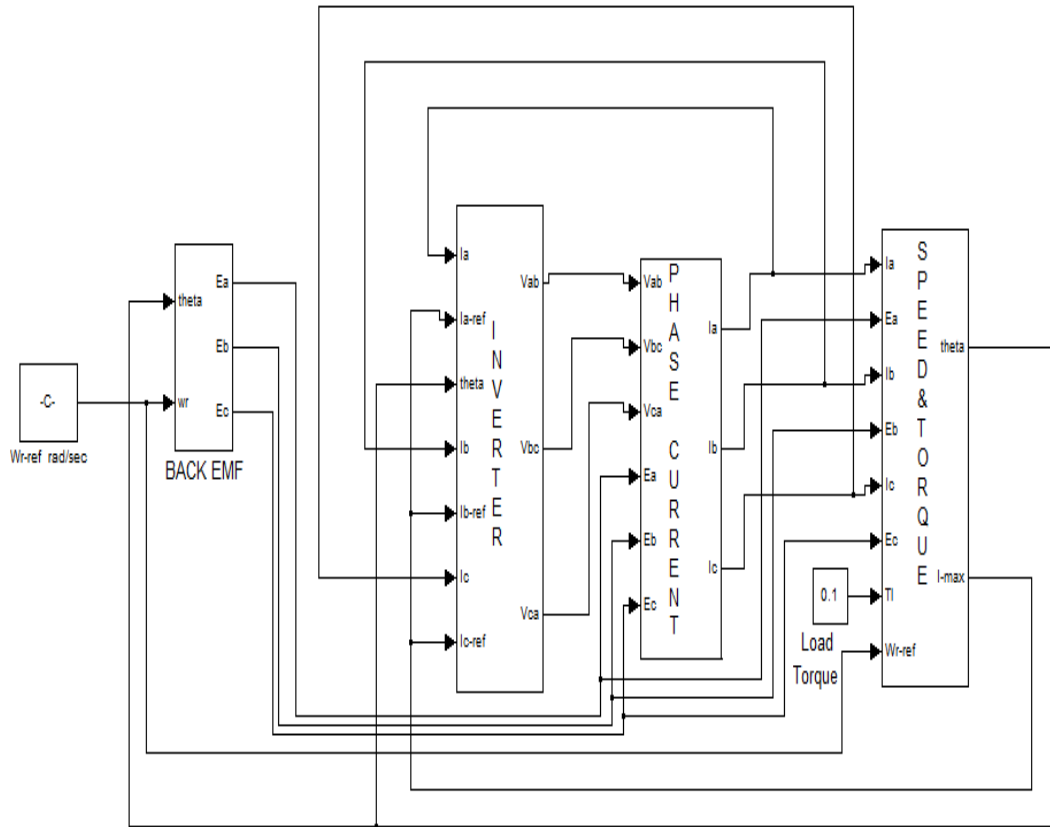 theta
wr
Ea
Eb
Ec
BACK EMF
-C-
Wr-ref rad/sec
Ia
Ia-ref
theta
Ib
Ib-ref
Ic
Ic-ref
INVERTER
Vab
Vbc
Vca
Vab
Vbc
Vca
Ea
Eb
Ec
PHASE CURRENT
Ia
Ib
Ic
0.1
Load
Torque
Ia
Ea
Ib
Eb
Ic
Ec
Tl
Wr-ref
SPEED&TORQUE
theta
I-max